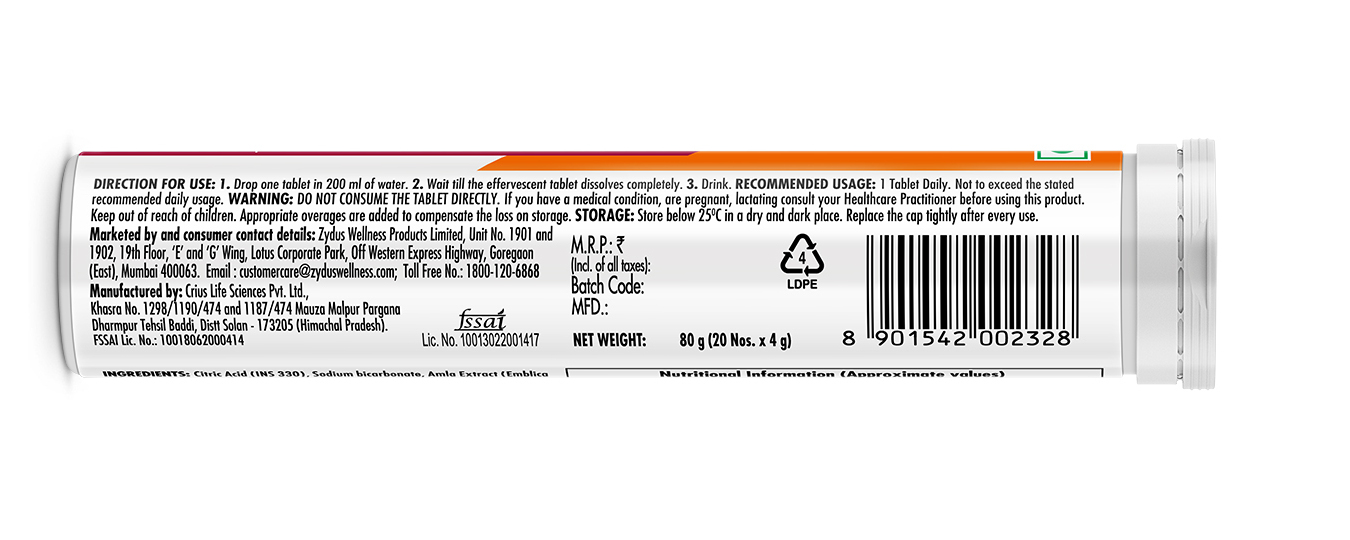 DIRECTION FOR USE: 1. Drop one tablet in 200 ml of water. 2. Wait till the effervescent tablet dissolves completely. 3. Drink. RECOMMENDED USAGE: 1 Tablet Daily. Not to exceed the stated
recommended daily usage. WARNING: DO NOT CONSUME THE TABLET DIRECTLY. If you have a medical condition, are pregnant, lactating consult your Healthcare Practitioner before using this product.
Keep out of reach of children. Appropriate overages are added to compensate the loss on storage. STORAGE: Store below 25⁰C in a dry and dark place. Replace the cap tightly after every use.
Marketed by and consumer contact details: Zydus Wellness Products Limited, Unit No. 1901 and
1902, 19th Floor, 'E' and 'G' Wing, Lotus Corporate Park, Off Western Express Highway, Goregaon
(East), Mumbai 400063. Email : customercare@zyduswellness.com; Toll Free No.: 1800-120-6868
Manufactured by: Crius Life Sciences Pvt. Ltd.,
Khasra No. 1298/1190/474 and 1187/474 Mauza Malpur Pargana
Dharmpur Tehsil Baddi, Distt Solan - 173205 (Himachal Pradesh).
FSSAI Lic. No.: 10018062000414
fssai
Lic. No. 10013022001417
M.R.P.: ₹
(Incl. of all taxes):
Batch Code:
MFD.:
NET WEIGHT: 80 g (20 Nos. x 4 g)
4
LDPE
8 901542 002328
INGREDIENTS: Citric Acid (INS 330), Sodium bicarbonate, Amla Extract (Emblica
Nutritional Information (Approximate values)